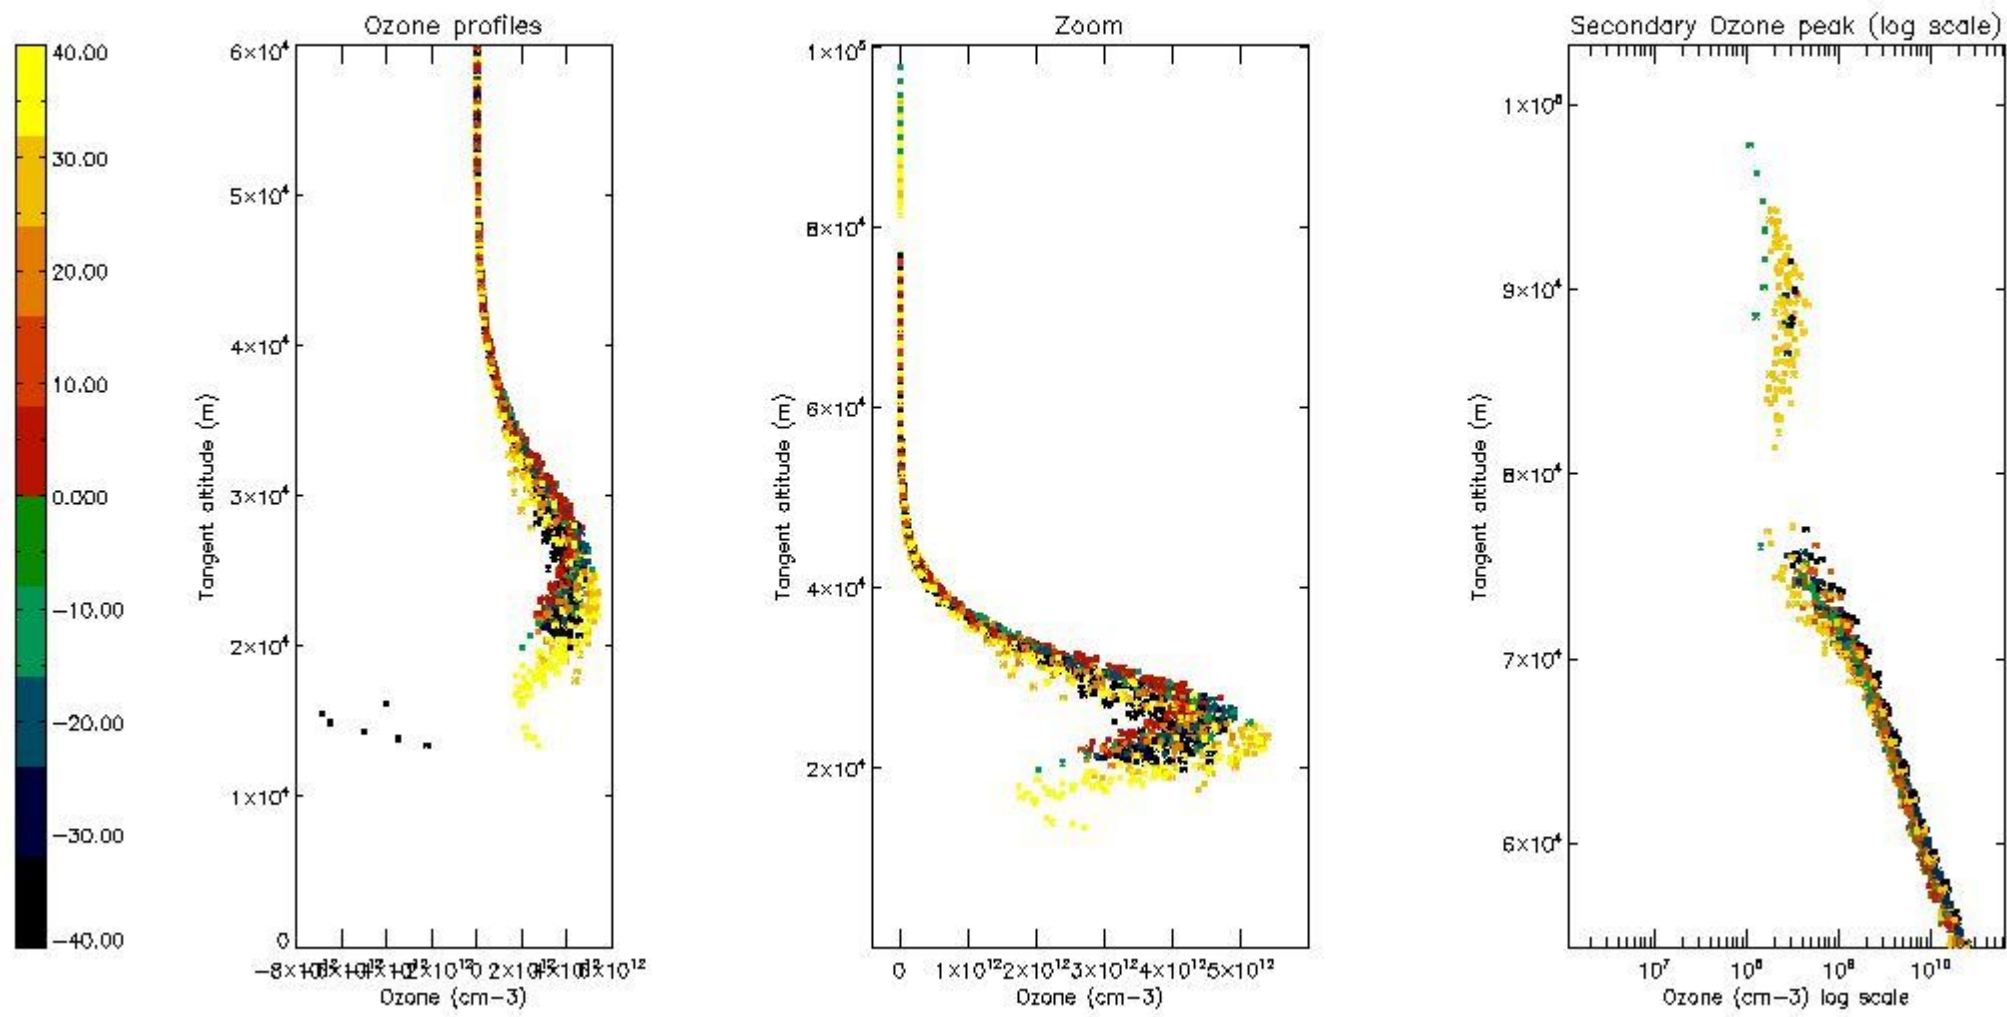 Ozone profiles
Zoom
Secondary Ozone peak (log scale)
40.00
30.00
20.00
10.00
-10.00
-20.00
-30.00
-40.00
6×10⁴
5×10⁴
4×10⁴
3×10⁴
2×10⁴
1×10⁴
0
Tangent altitude (m)
0
Ozone (cm-3)
1×10⁵
8×10⁴
6×10⁴
4×10⁴
2×10⁴
Tangent altitude (m)
0 1×10¹² 2×10¹² 3×10¹² 4×10¹² 5×10¹²
Ozone (cm-3)
9×10⁴
8×10⁴
7×10⁴
6×10⁴
Tangent altitude (m)
10⁷ 10⁸ 10⁹ 10¹⁰
Ozone (cm-3) log scale